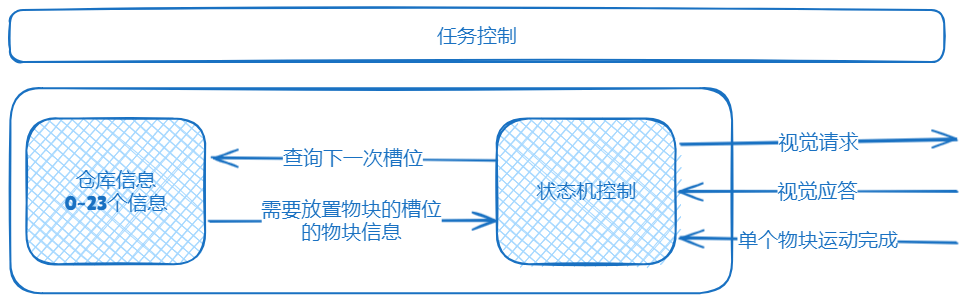 任务控制
查询下一次槽位
视觉请求
仓库信息
0~23个信息
状态机控制
视觉应答
需要放置物块的槽位
的物块信息
单个物块运动完成